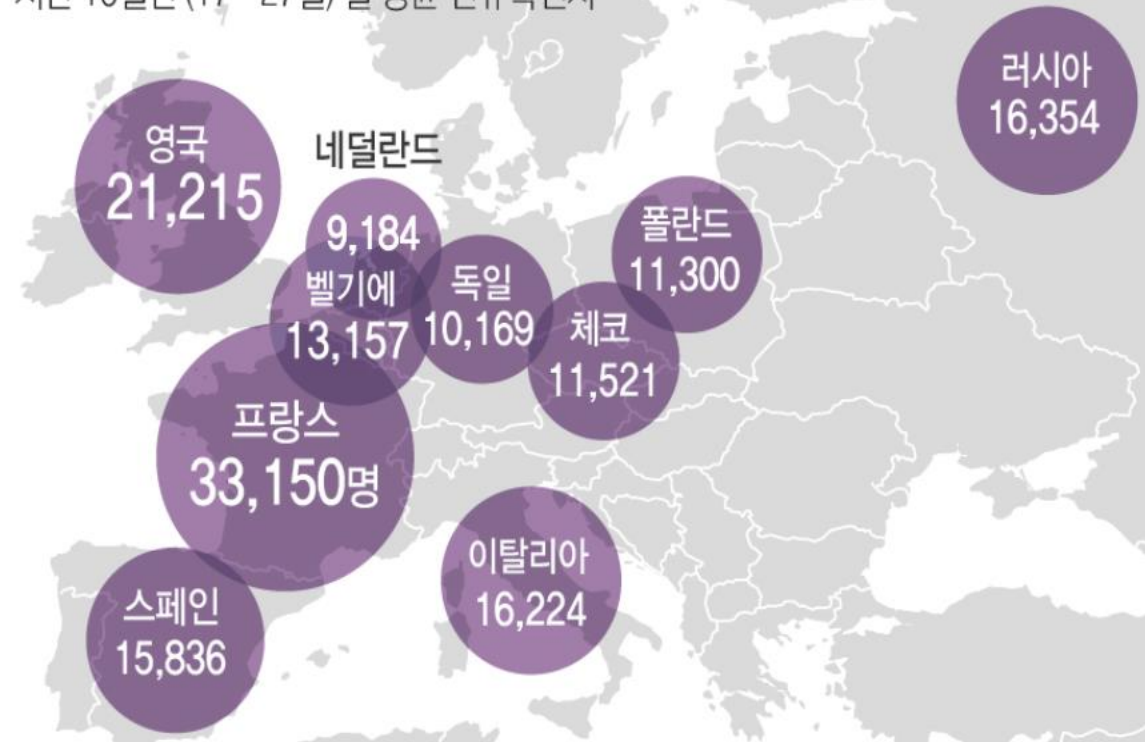 영국
21,215
네덜란드
9,184
벨기에
13,157
독일
10,169
체코
11,521
폴란드
11,300
러시아
16,354
프랑스
33,150명
스페인
15,836
이탈리아
16,224